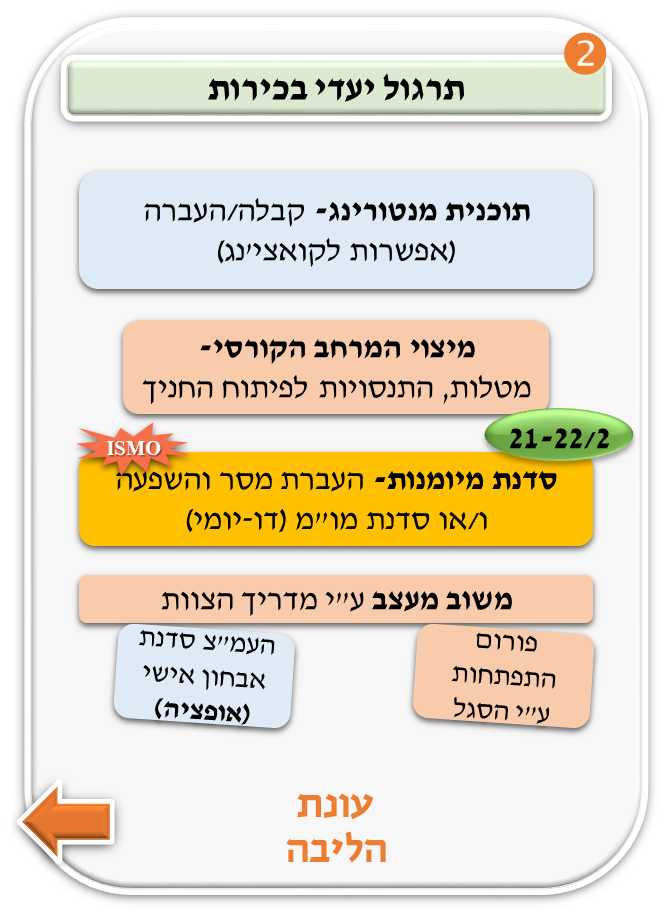 2
תרגול יעדי בכירות
תוכנית מנטורינג- קבלה/העברה
(אפשרות לקואצ׳ינג)
מיצוי המרחב הקורסי-
מטלות, התנסויות לפיתוח החניך
21-22/2
ISMO
סדנת מיומנות- העברת מסר והשפעה
ו/או סדנת מו״מ (דו-יומי)
משוב מעצב ע״י מדריך הצוות
פורום
התפתחות
ע״י הסגל
העמ״צ סדנת
אבחון אישי
(אופציה)
עונת
הליבה